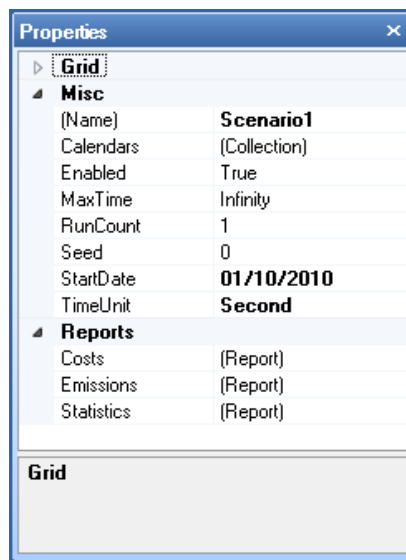 Properties
Grid
Misc
(Name) Scenario1
Calendars (Collection)
Enabled True
MaxTime Infinity
RunCount 1
Seed 0
StartDate 01/10/2010
TimeUnit Second
Reports
Costs (Report)
Emissions (Report)
Statistics (Report)
Grid